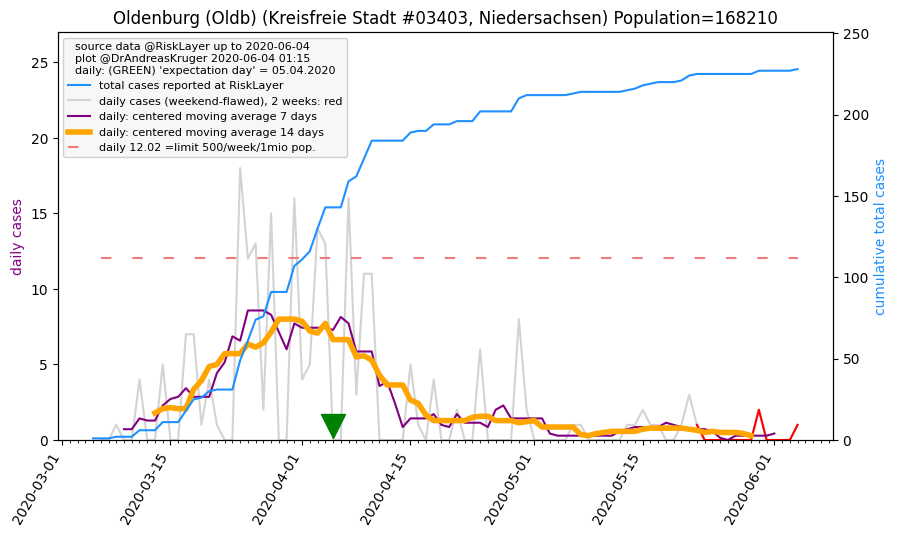 Oldenburg (Oldb) (Kreisfreie Stadt #03403, Niedersachsen) Population=168210
source data @RiskLayer up to 2020-06-04
plot @DrAndreasKruger 2020-06-04 01:15
daily: (GREEN) 'expectation day' = 05.04.2020
total cases reported at RiskLayer
daily cases (weekend-flawed), 2 weeks: red
daily: centered moving average 7 days
daily: centered moving average 14 days
daily 12.02 =limit 500/week/1mio pop.
daily cases
25
20
15
10
5
0
cumulative total cases
250
200
150
100
50
0
2020-03-01
2020-03-15
2020-04-01
2020-04-15
2020-05-01
2020-05-15
2020-06-01